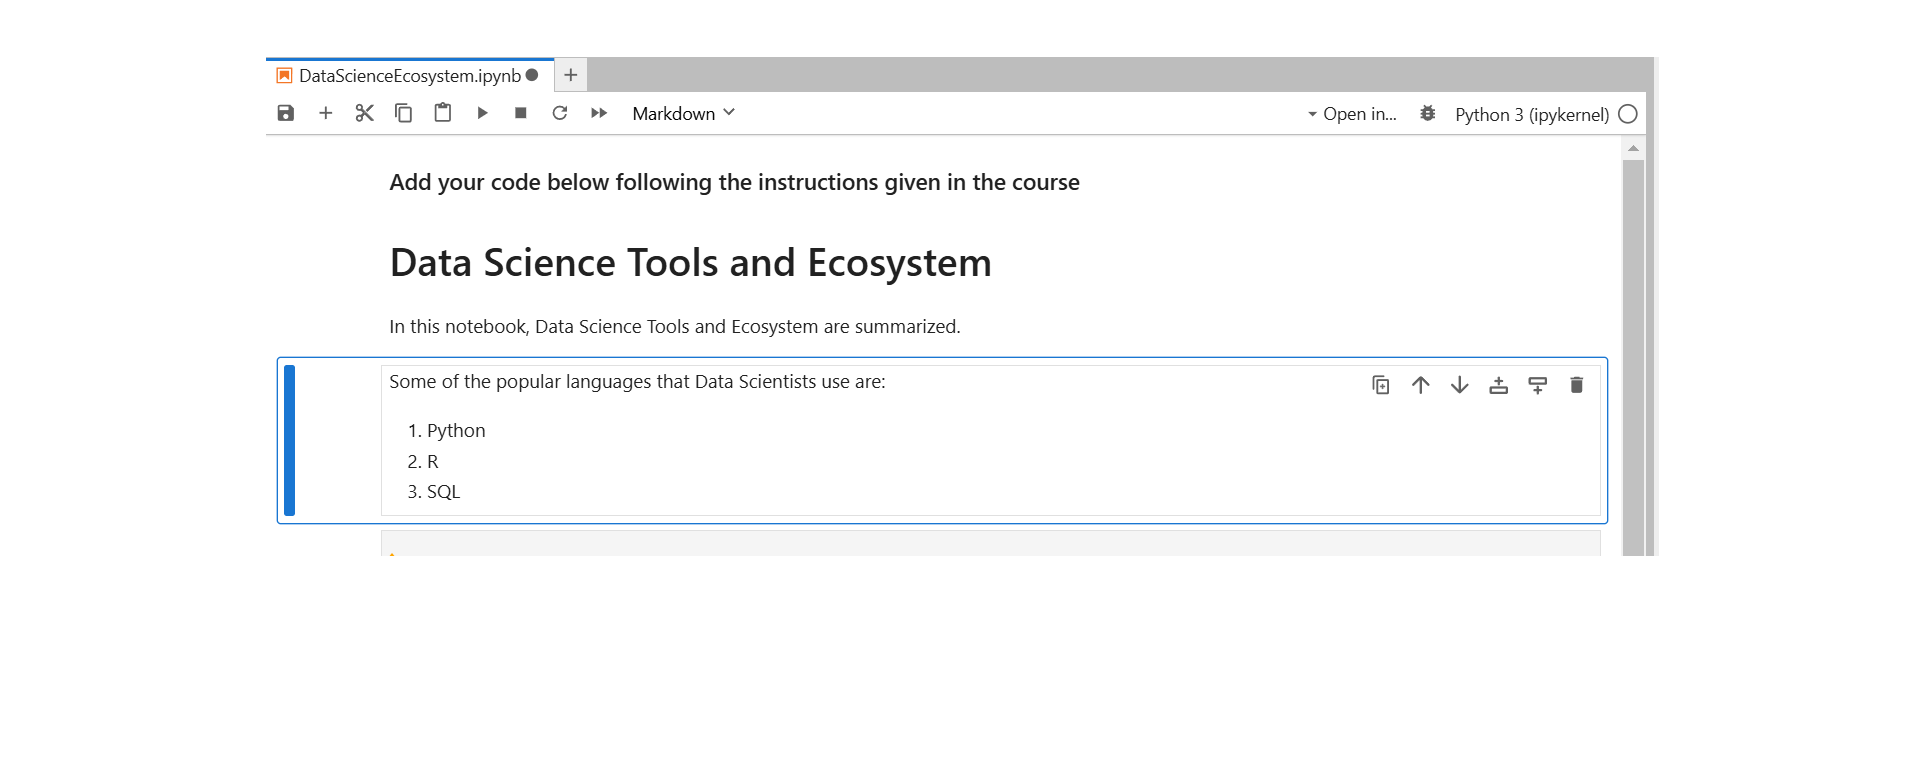 DataScienceEcosystem.ipynb
Markdown
Open in...
Python 3 (ipykernel)
Add your code below following the instructions given in the course
Data Science Tools and Ecosystem
In this notebook, Data Science Tools and Ecosystem are summarized.
Some of the popular languages that Data Scientists use are:
1. Python
2. R
3. SQL